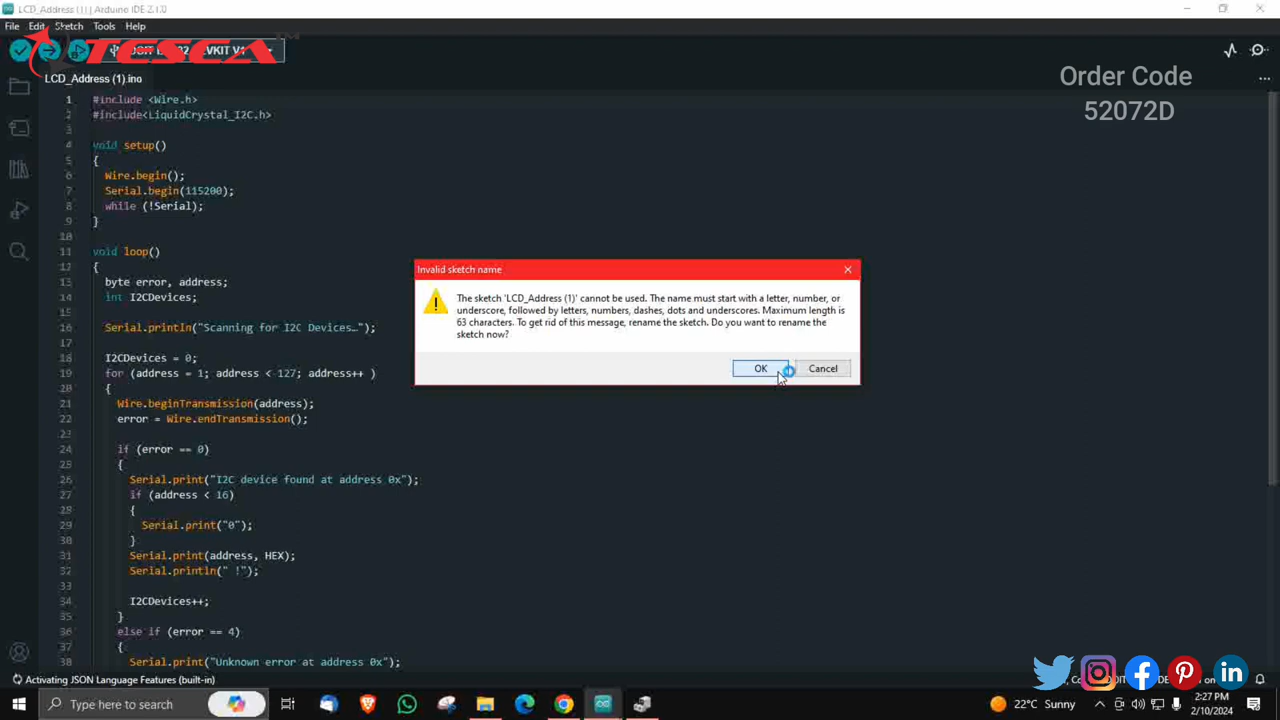 LCD_Address (1) | Arduino IDE 2.1.0
File Edit Sketch Tools Help
TESCA
EVKIT V1
Order Code
52072D
LCD_Address (1).ino
1 #include <Wire.h>
2 #include<LiquidCrystal_I2C.h>
3
4 void setup()
5 {
6 Wire.begin();
7 Serial.begin(115200);
8 while (!Serial);
9 }
10
11 void loop()
12 {
13 byte error, address;
14 int I2CDevices;
15
16 Serial.println("Scanning for I2C Devices…");
17
18 I2CDevices = 0;
19 for (address = 1; address < 127; address++ )
20 {
21 Wire.beginTransmission(address);
22 error = Wire.endTransmission();
23
24 if (error == 0)
25 {
26 Serial.print("I2C device found at address 0x");
27 if (address < 16)
28 {
29 Serial.print("0");
30 }
31 Serial.print(address, HEX);
32 Serial.println(" !");
33
34 I2CDevices++;
35 }
36 else if (error == 4)
37 {
38 Serial.print("Unknown error at address 0x");
Invalid sketch name
The sketch 'LCD_Address (1)' cannot be used. The name must start with a letter, number, or
underscore, followed by letters, numbers, dashes, dots and underscores. Maximum length is
63 characters. To get rid of this message, rename the sketch. Do you want to rename the
sketch now?
OK Cancel
Activating JSON Language Features (built-in)
Type here to search
22°C Sunny
2:27 PM
2/10/2024